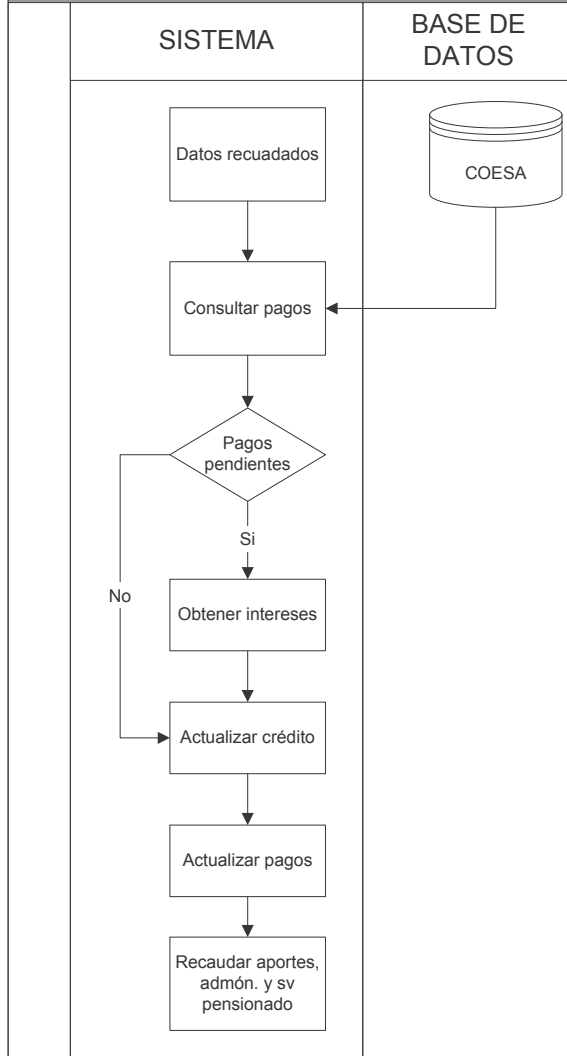 SISTEMA
BASE DE
DATOS
Datos recuadados
COESA
Consultar pagos
Pagos
pendientes
Si
No
Obtener intereses
Actualizar crédito
Actualizar pagos
Recaudar aportes,
admón. y sv
pensionado